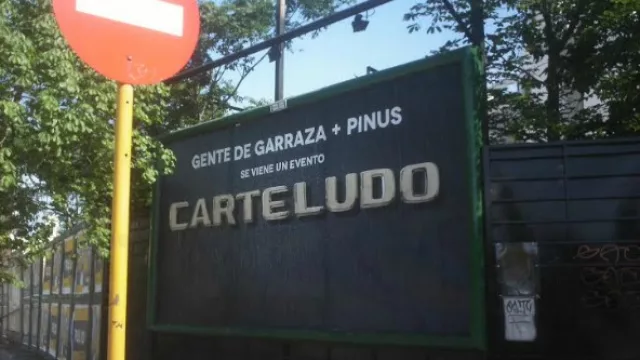 GENTE DE GARRAZA + PINUS
SE VIENE UN EVENTO
CARTELUDO